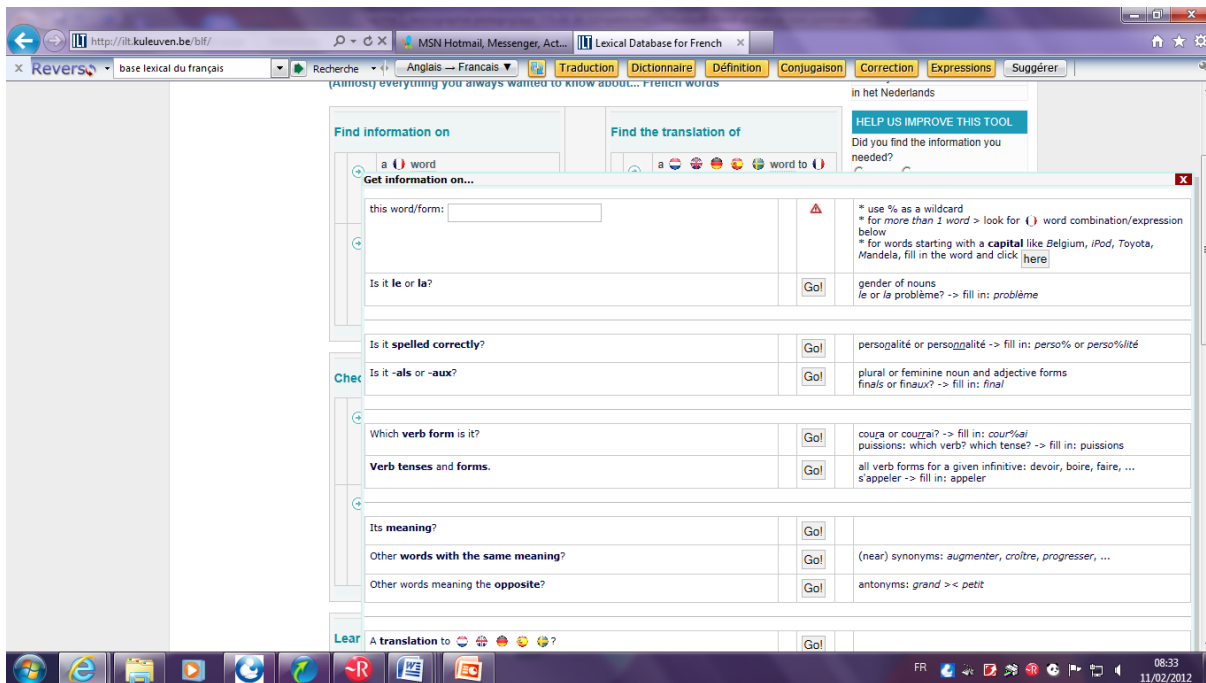 http://ilt.kuleuven.be/blf/
MSN Hotmail, Messenger, Act...
Lexical Database for French
Reverso
base lexical du français
Recherche
Anglais → Francais ▼
Traduction
Dictionnaire
Définition
Conjugaison
Correction
Expressions
Suggérer
(Almost) everything you always wanted to know about... French words
in het Nederlands
Find information on
Find the translation of
HELP US IMPROVE THIS TOOL
Did you find the information you
needed?
a word
a word to
Get information on...
X
this word/form:
* use % as a wildcard
* for more than 1 word > look for word combination/expression
below
* for words starting with a capital like Belgium, iPod, Toyota,
Mandela, fill in the word and click here
Is it le or la?
Go!
gender of nouns
le or la problème? -> fill in: problème
Is it spelled correctly?
Go!
personalité or personnalité -> fill in: perso% or perso%lité
Chec
Is it -als or -aux?
Go!
plural or feminine noun and adjective forms
finals or finaux? -> fill in: final
Which verb form is it?
Go!
coura or courrai? -> fill in: cour%ai
puissions: which verb? which tense? -> fill in: puissions
Verb tenses and forms.
Go!
all verb forms for a given infinitive: devoir, boire, faire, ...
s'appeler -> fill in: appeler
Its meaning?
Go!
Other words with the same meaning?
Go!
(near) synonyms: augmenter, croître, progresser, ...
Other words meaning the opposite?
Go!
antonyms: grand >< petit
Lear
A translation to ?
Go!
FR
08:33
11/02/2012